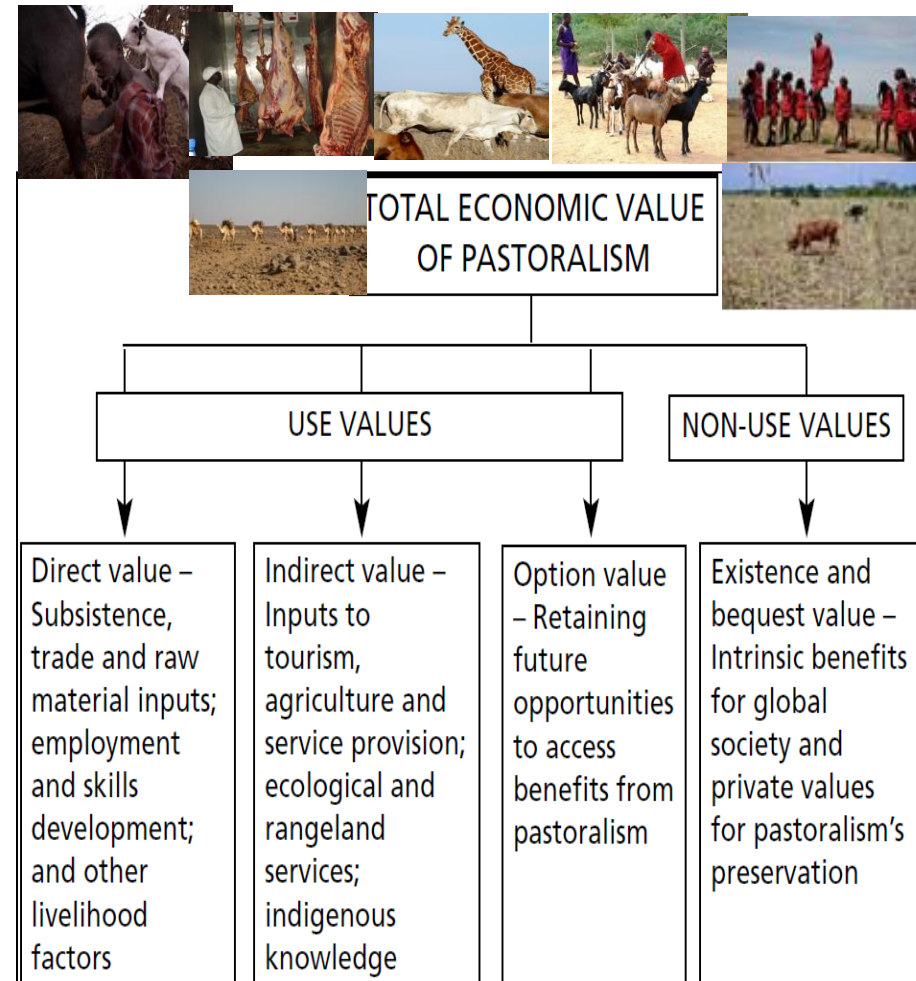 TOTAL ECONOMIC VALUE
OF PASTORALISM
USE VALUES
NON-USE VALUES
Direct value –
Subsistence,
trade and raw
material inputs;
employment
and skills
development;
and other
livelihood
factors
Indirect value –
Inputs to
tourism,
agriculture and
service provision;
ecological and
rangeland
services;
indigenous
knowledge
Option value
– Retaining
future
opportunities
to access
benefits from
pastoralism
Existence and
bequest value –
Intrinsic benefits
for global
society and
private values
for pastoralism’s
preservation